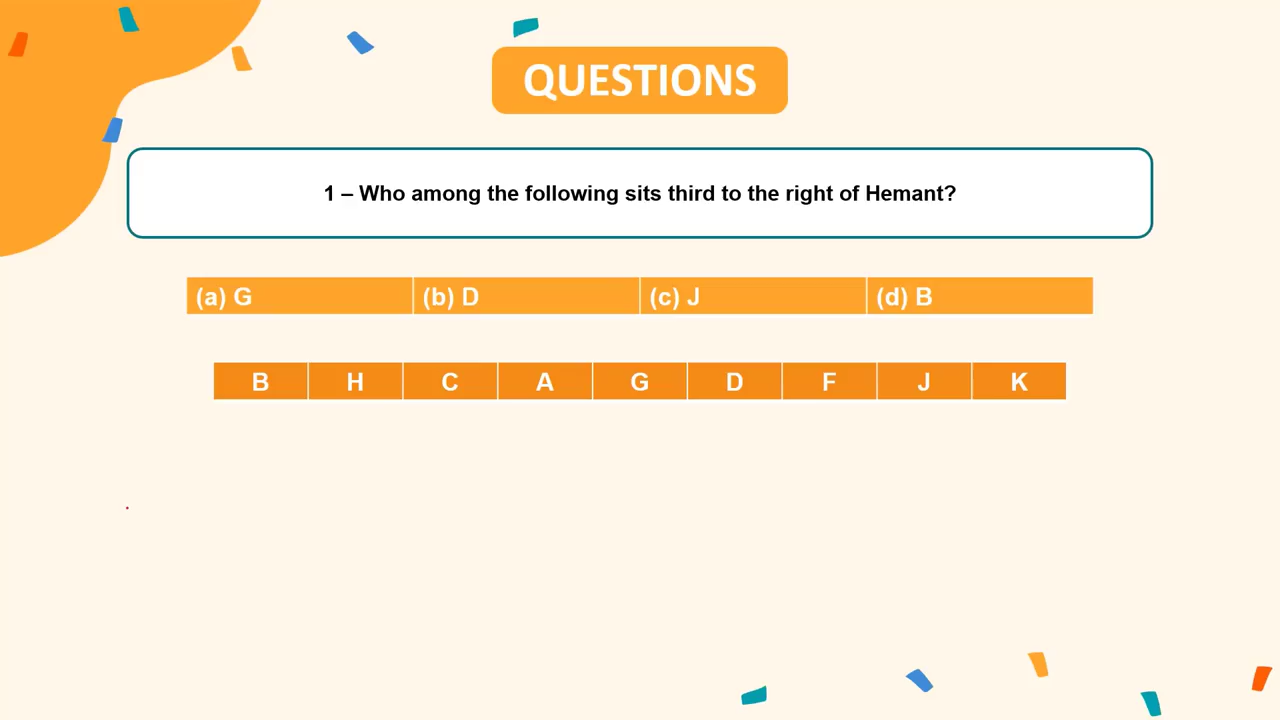 QUESTIONS
1 – Who among the following sits third to the right of Hemant?
(a) G (b) D (c) J (d) B
B H C A G D F J K